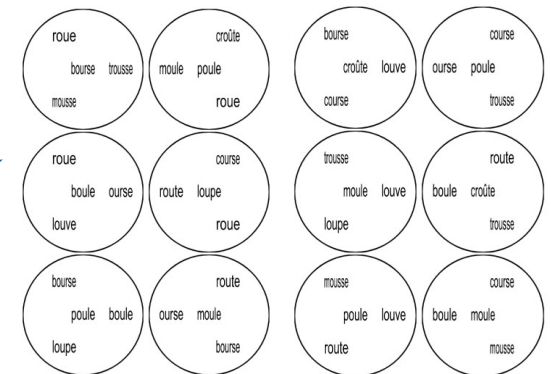 roue
bourse trousse
mousse
croûte
moule poule
roue
bourse
croûte louve
course
course
ourse poule
trousse
roue
boule ourse
louve
course
route loupe
roue
trousse
moule louve
loupe
route
boule croûte
trousse
bourse
poule boule
loupe
route
ourse moule
bourse
mousse
poule louve
route
course
boule moule
mousse